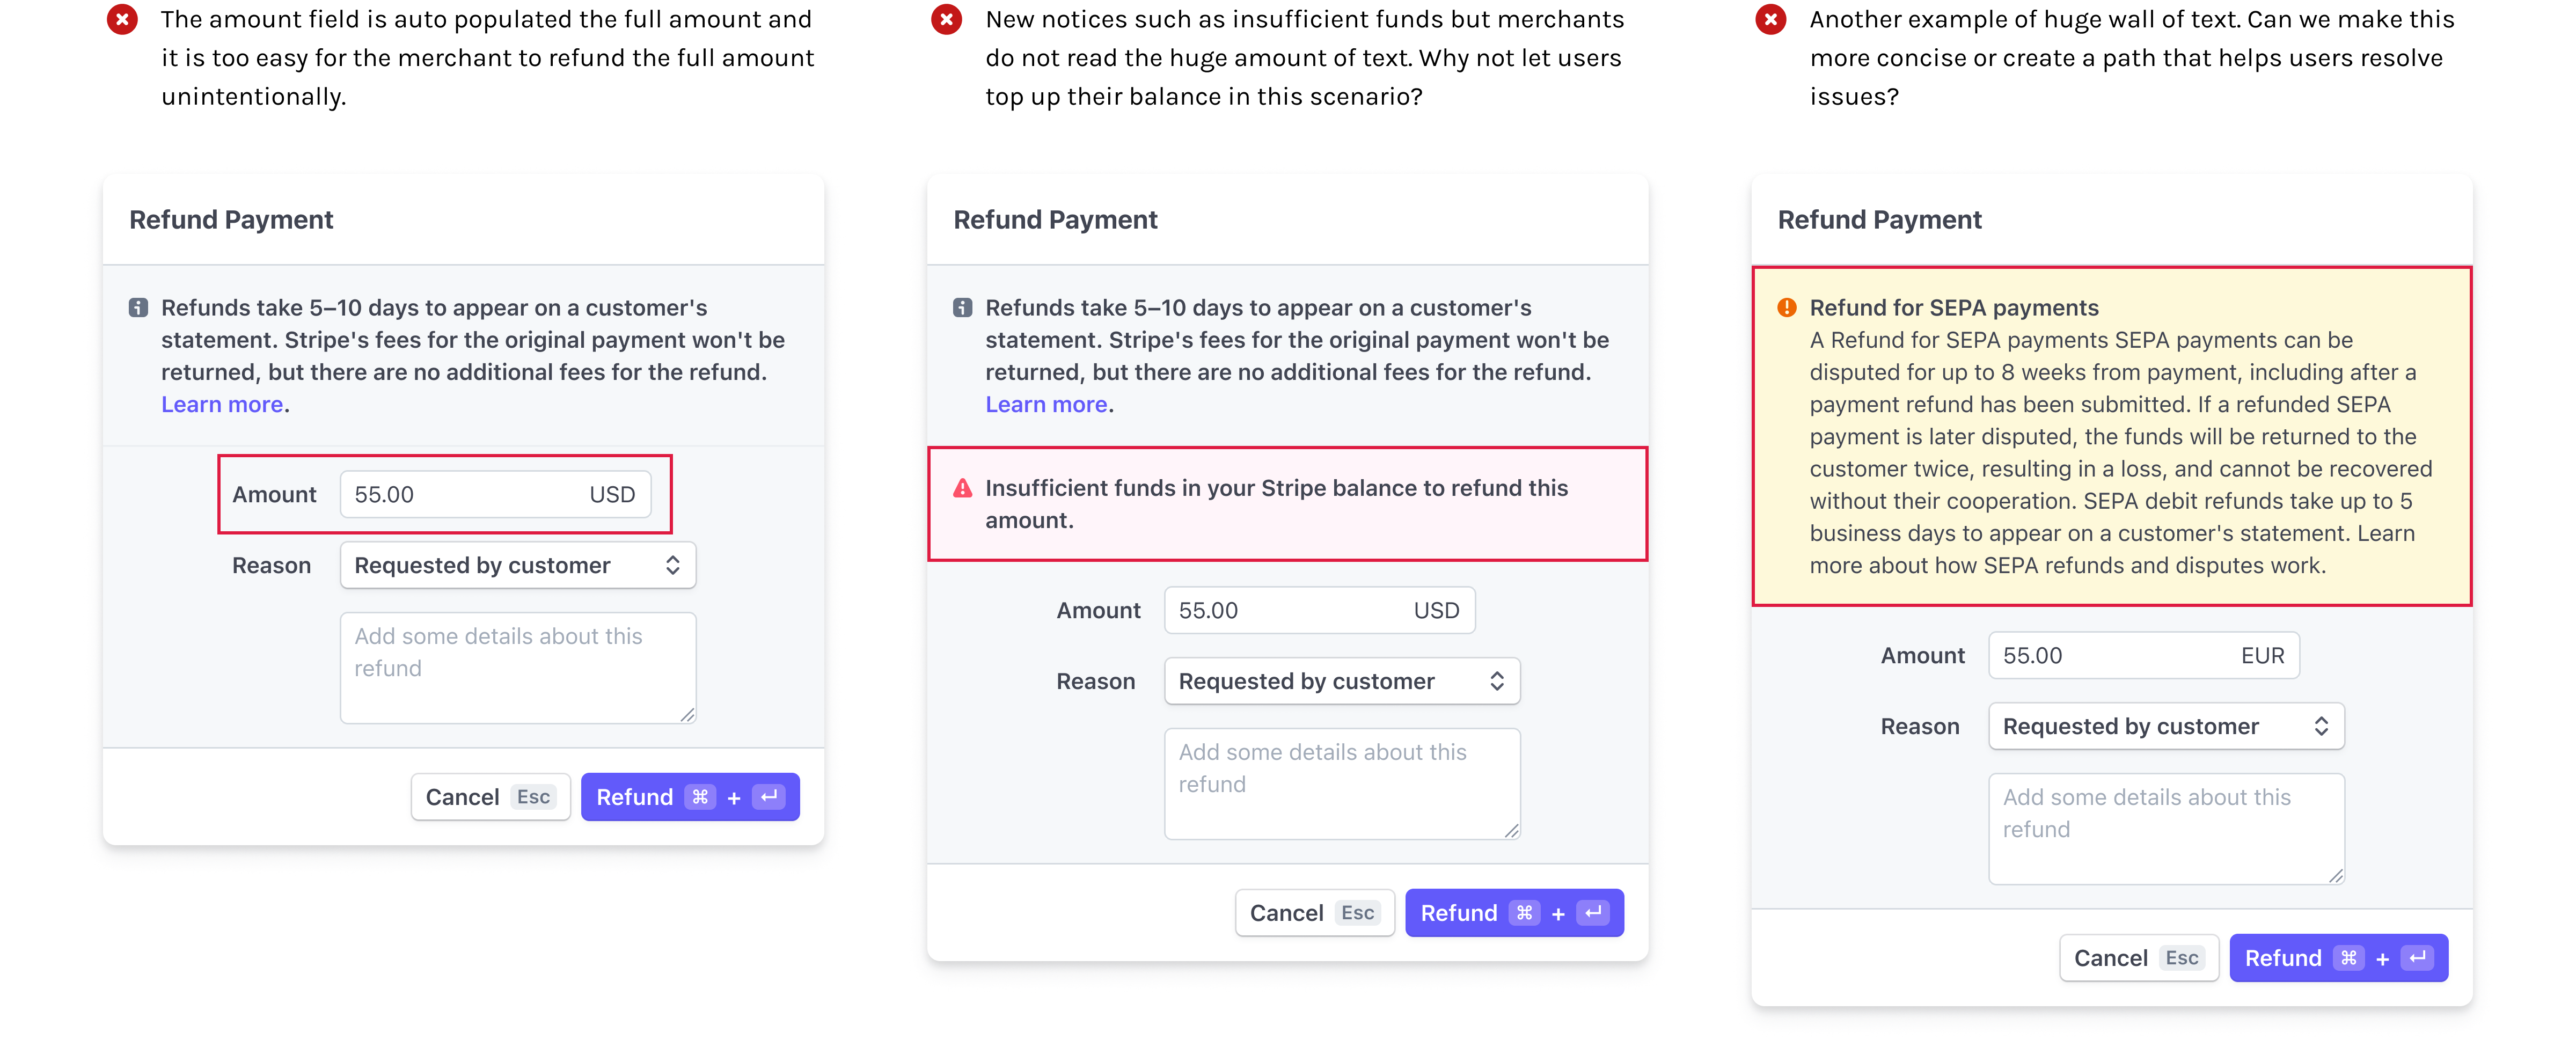 The amount field is auto populated the full amount and
it is too easy for the merchant to refund the full amount
unintentionally.
Refund Payment
Refunds take 5–10 days to appear on a customer's
statement. Stripe's fees for the original payment won't be
returned, but there are no additional fees for the refund.
Learn more.
Amount 55.00 USD
Reason Requested by customer
Add some details about this
refund
Cancel Esc Refund ⌘ + ↵
New notices such as insufficient funds but merchants
do not read the huge amount of text. Why not let users
top up their balance in this scenario?
Refund Payment
Refunds take 5–10 days to appear on a customer's
statement. Stripe's fees for the original payment won't be
returned, but there are no additional fees for the refund.
Learn more.
Insufficient funds in your Stripe balance to refund this
amount.
Amount 55.00 USD
Reason Requested by customer
Add some details about this
refund
Cancel Esc Refund ⌘ + ↵
Another example of huge wall of text. Can we make this
more concise or create a path that helps users resolve
issues?
Refund Payment
Refund for SEPA payments
A Refund for SEPA payments SEPA payments can be
disputed for up to 8 weeks from payment, including after a
payment refund has been submitted. If a refunded SEPA
payment is later disputed, the funds will be returned to the
customer twice, resulting in a loss, and cannot be recovered
without their cooperation. SEPA debit refunds take up to 5
business days to appear on a customer's statement. Learn
more about how SEPA refunds and disputes work.
Amount 55.00 EUR
Reason Requested by customer
Add some details about this
refund
Cancel Esc Refund ⌘ + ↵